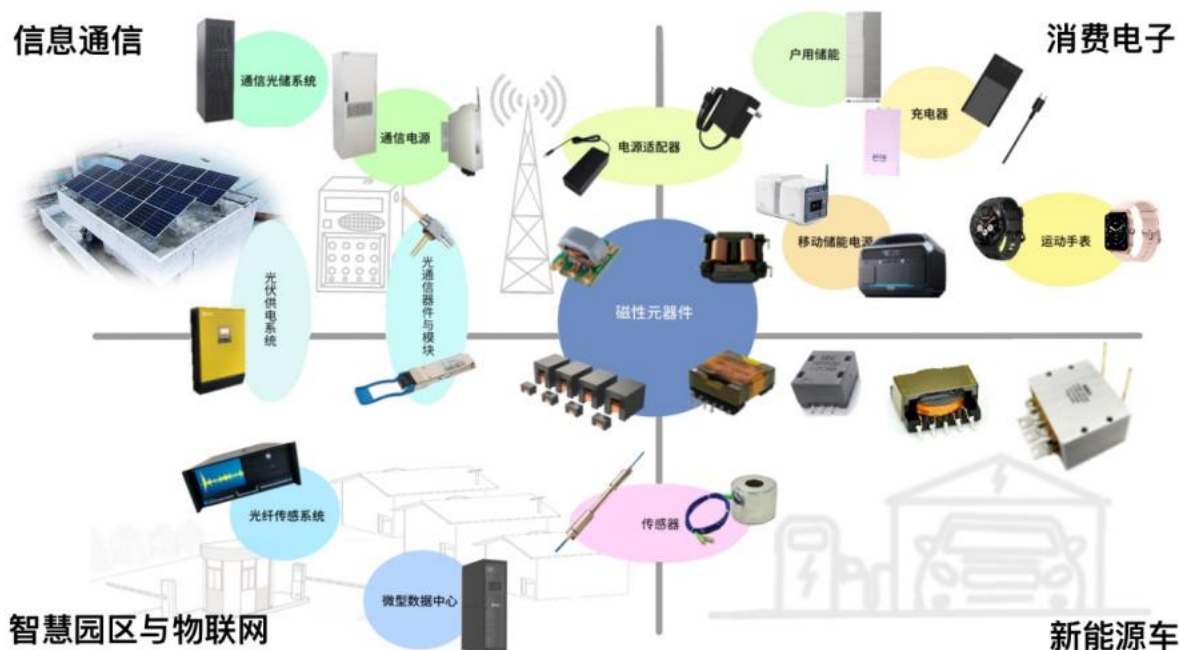 信息通信
消费电子
通信光储系统
户用储能
充电器
通信电源
电源适配器
移动储能电源
运动手表
光伏供电系统
光通信器件与模块
磁性元器件
光纤传感系统
传感器
微型数据中心
智慧园区与物联网
新能源车